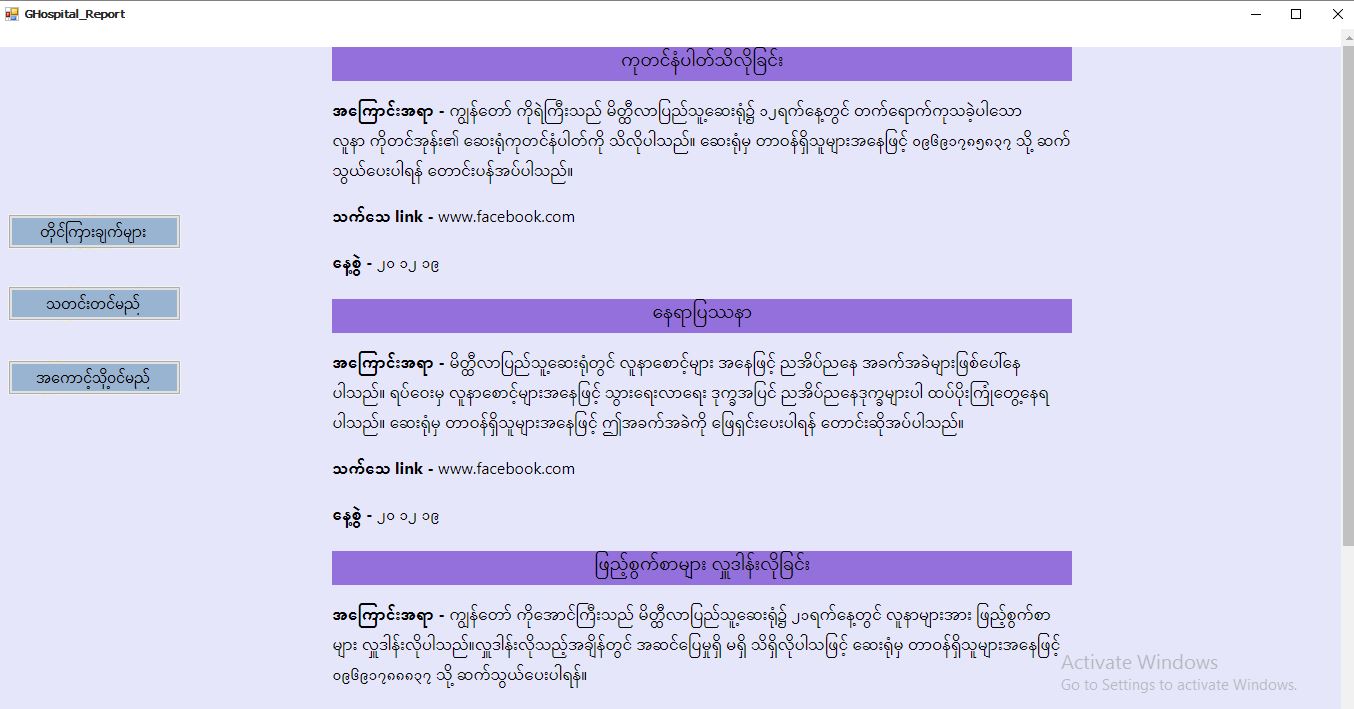 GHospital_Report
ကုတင်နံပါတ်သိလိုခြင်း
အကြောင်းအရာ - ကျွန်တော် ကိုရဲကြီးသည် မိတ္ထီလာပြည်သူ့ဆေးရုံ၌ ၁၂ရက်နေ့တွင် တက်ရောက်ကုသခဲ့ပါသော
လူနာ ကိုတင်အုန်း၏ ဆေးရုံကုတင်နံပါတ်ကို သိလိုပါသည်။ ဆေးရုံမှ တာဝန်ရှိသူများအနေဖြင့် ၀၉၆၉၁၇၈၅၈၃၇ သို့ ဆက်
သွယ်ပေးပါရန် တောင်းပန်အပ်ပါသည်။
တိုင်ကြားချက်များ
သက်သေ link - www.facebook.com
နေ့စွဲ - ၂၀ ၁၂ ၁၉
သတင်းတင်မည်
နေရာပြဿနာ
အကောင့်သို့ဝင်မည်
အကြောင်းအရာ - မိတ္ထီလာပြည်သူ့ဆေးရုံတွင် လူနာစောင့်များ အနေဖြင့် ညအိပ်ညနေ အခက်အခဲများဖြစ်ပေါ်နေ
ပါသည်။ ရပ်ဝေးမှ လူနာစောင့်များအနေဖြင့် သွားရေးလာရေး ဒုက္ခအပြင် ညအိပ်ညနေဒုက္ခများပါ ထပ်ပိုးကြုံတွေ့နေရ
ပါသည်။ ဆေးရုံမှ တာဝန်ရှိသူများအနေဖြင့် ဤအခက်အခဲကို ဖြေရှင်းပေးပါရန် တောင်းဆိုအပ်ပါသည်။
သက်သေ link - www.facebook.com
နေ့စွဲ - ၂၀ ၁၂ ၁၉
ဖြည့်စွက်စာများ လှူဒါန်းလိုခြင်း
အကြောင်းအရာ - ကျွန်တော် ကိုအောင်ကြီးသည် မိတ္ထီလာပြည်သူ့ဆေးရုံ၌ ၂၁ရက်နေ့တွင် လူနာများအား ဖြည့်စွက်စာ
များ လှူဒါန်းလိုပါသည်။လှူဒါန်းလိုသည့်အချိန်တွင် အဆင်ပြေမှုရှိ မရှိ သိရှိလိုပါသဖြင့် ဆေးရုံမှ တာဝန်ရှိသူများအနေဖြင့်
၀၉၆၉၁၇၈၈၈၃၇ သို့ ဆက်သွယ်ပေးပါရန်။
Activate Windows
Go to Settings to activate Windows.